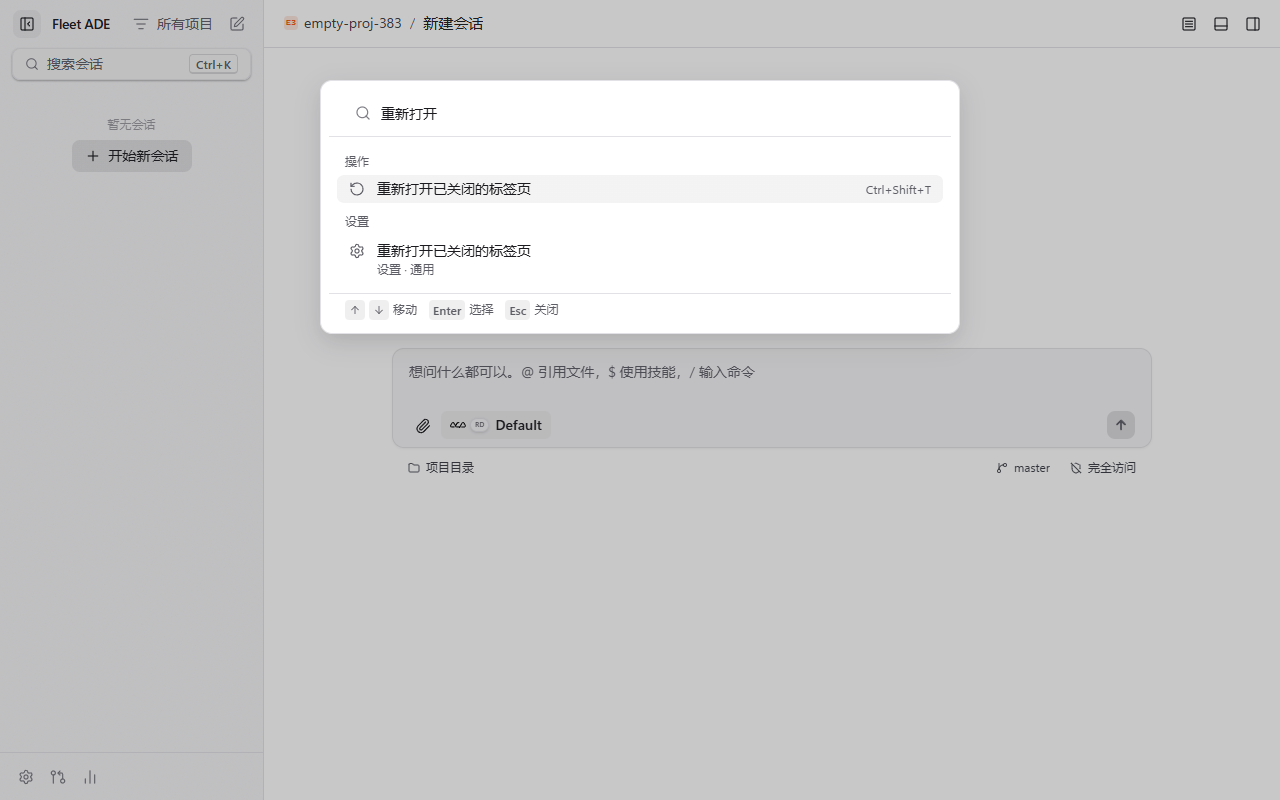 Fleet ADE
所有项目
搜索会话
Ctrl+K
暂无会话
开始新会话
E3 empty-proj-383 / 新建会话
重新打开
操作
重新打开已关闭的标签页
Ctrl+Shift+T
设置
重新打开已关闭的标签页
设置 · 通用
↑ ↓ 移动 Enter 选择 Esc 关闭
想问什么都可以。@ 引用文件，$ 使用技能，/ 输入命令
RD Default
项目目录
master
完全访问